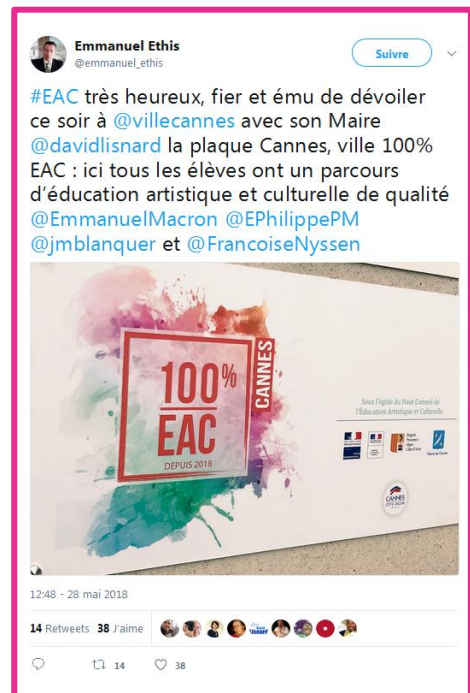 Emmanuel Ethis
@emmanuel_ethis
Suivre
#EAC très heureux, fier et ému de dévoiler
ce soir à @villecannes avec son Maire
@davidlisnard la plaque Cannes, ville 100%
EAC : ici tous les élèves ont un parcours
d’éducation artistique et culturelle de qualité
@EmmanuelMacron @EPhilippePM
@jmblanquer et @FrancoiseNyssen
100%
EAC
CANNES
DEPUIS 2018
Sous l'égide du Haut Conseil de
l'Éducation Artistique et Culturelle
CANNES
12:48 - 28 mai 2018
14 Retweets 38 J'aime
14 38